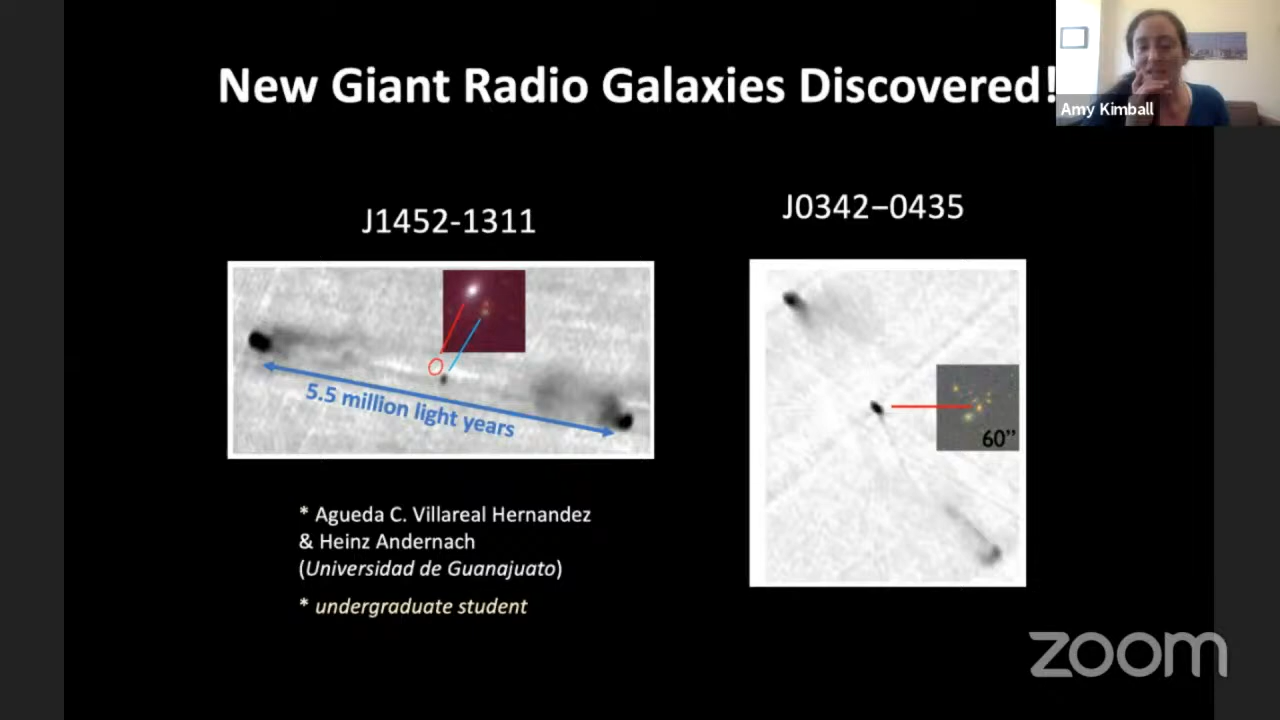 New Giant Radio Galaxies Discovered!
Amy Kimball
J1452-1311
J0342−0435
5.5 million light years
60”
* Agueda C. Villareal Hernandez
& Heinz Andernach
(Universidad de Guanajuato)
* undergraduate student
zoom